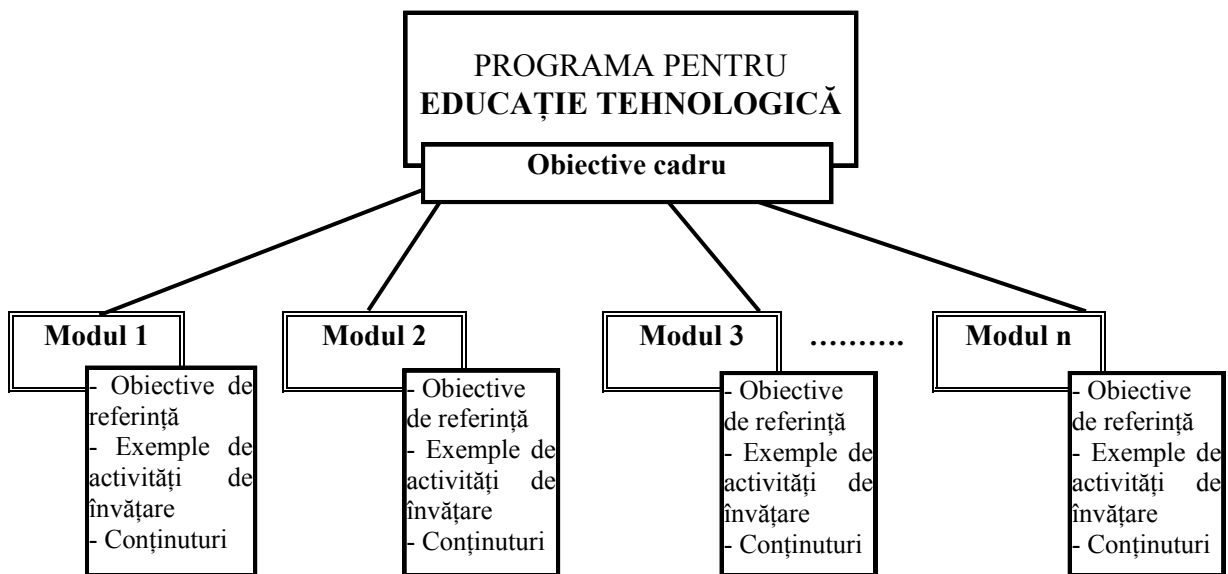 PROGRAMA PENTRU
EDUCAȚIE TEHNOLOGICĂ
Obiective cadru
Modul 1
Modul 2
Modul 3
..........
Modul n
- Obiective de
referință
- Exemple de
activități de
învățare
- Conținuturi
- Obiective
de referință
- Exemple de
activități de
învățare
- Conținuturi
- Obiective
de referință
- Exemple de
activități de
învățare
- Conținuturi
- Obiective
de referință
- Exemple de
activități de
învățare
- Conținuturi